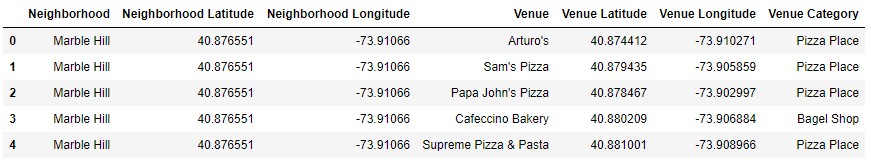 Neighborhood Neighborhood Latitude Neighborhood Longitude Venue Venue Latitude Venue Longitude Venue Category
0 Marble Hill 40.876551 -73.91066 Arturo's 40.874412 -73.910271 Pizza Place
1 Marble Hill 40.876551 -73.91066 Sam's Pizza 40.879435 -73.905859 Pizza Place
2 Marble Hill 40.876551 -73.91066 Papa John's Pizza 40.878467 -73.902997 Pizza Place
3 Marble Hill 40.876551 -73.91066 Cafeccino Bakery 40.880209 -73.906884 Bagel Shop
4 Marble Hill 40.876551 -73.91066 Supreme Pizza & Pasta 40.881001 -73.908966 Pizza Place